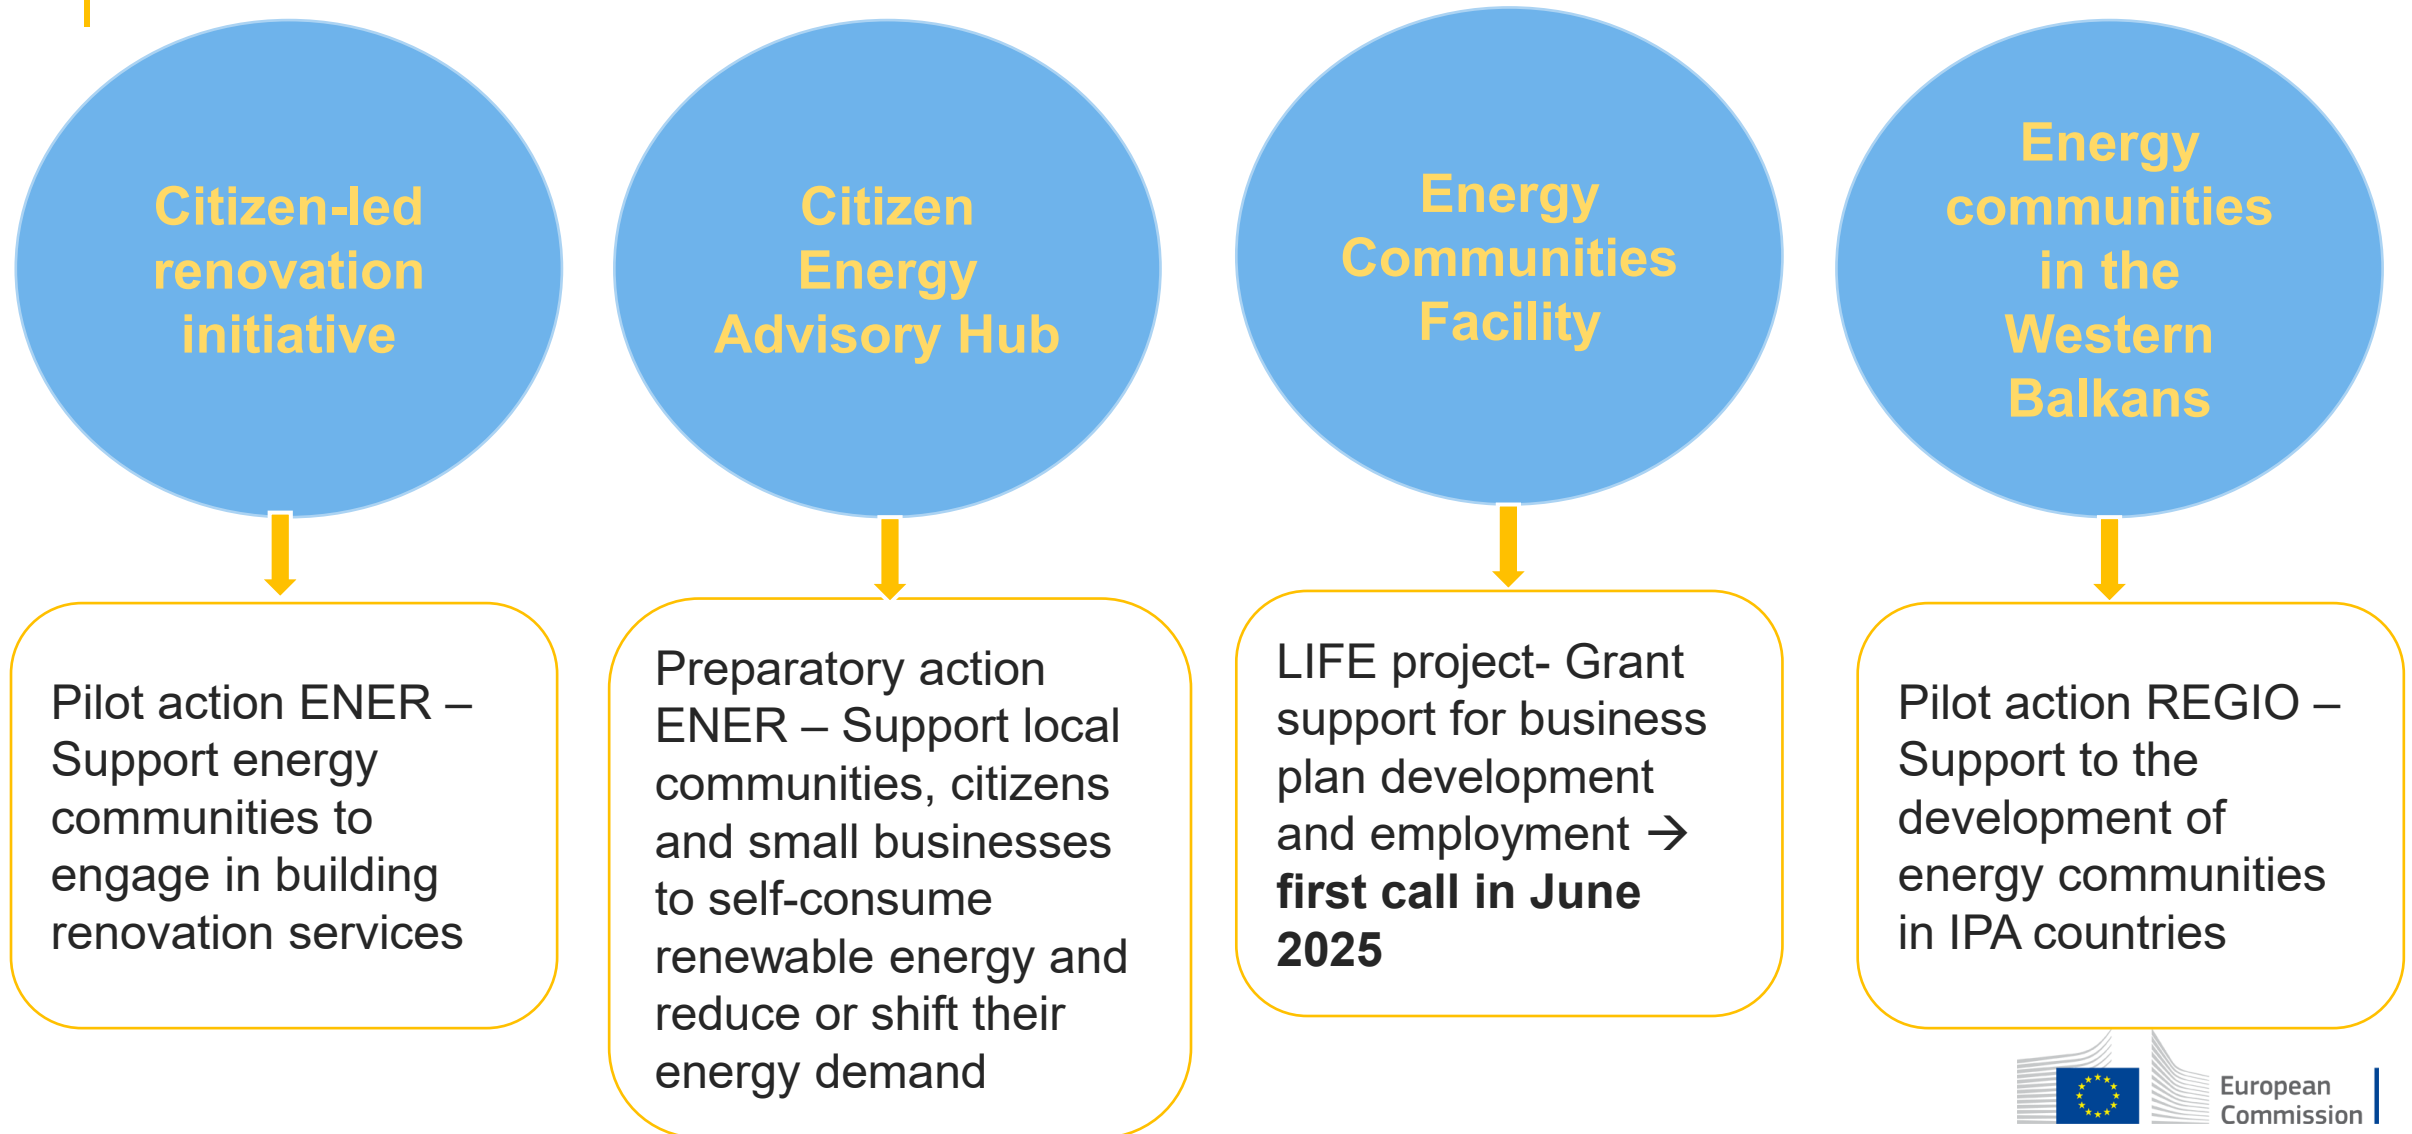 Citizen-led
renovation
initiative
Citizen
Energy
Advisory Hub
Energy
Communities
Facility
Energy
communities
in the
Western
Balkans
Pilot action ENER –
Support energy
communities to
engage in building
renovation services
Preparatory action
ENER – Support local
communities, citizens
and small businesses
to self-consume
renewable energy and
reduce or shift their
energy demand
LIFE project- Grant
support for business
plan development
and employment →
first call in June
2025
Pilot action REGIO –
Support to the
development of
energy communities
in IPA countries
European
Commission